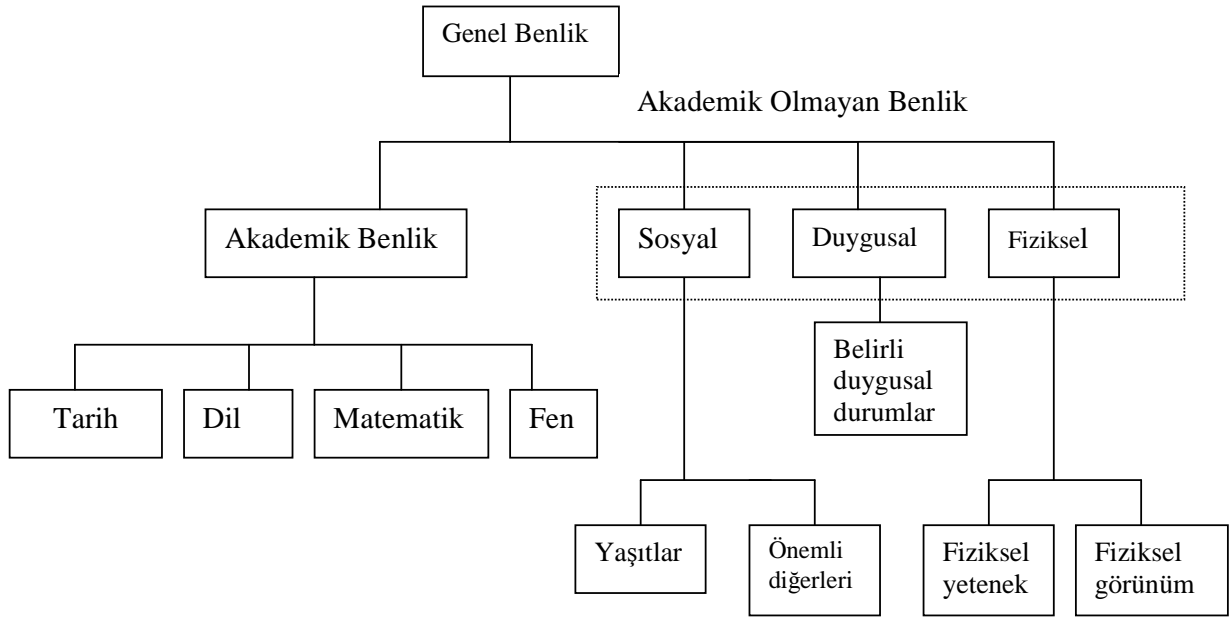 Genel Benlik
Akademik Olmayan Benlik
Akademik Benlik
Sosyal
Duygusal
Fiziksel
Belirli
duygusal
durumlar
Tarih
Dil
Matematik
Fen
Yaşıtlar
Önemli
diğerleri
Fiziksel
yetenek
Fiziksel
görünüm